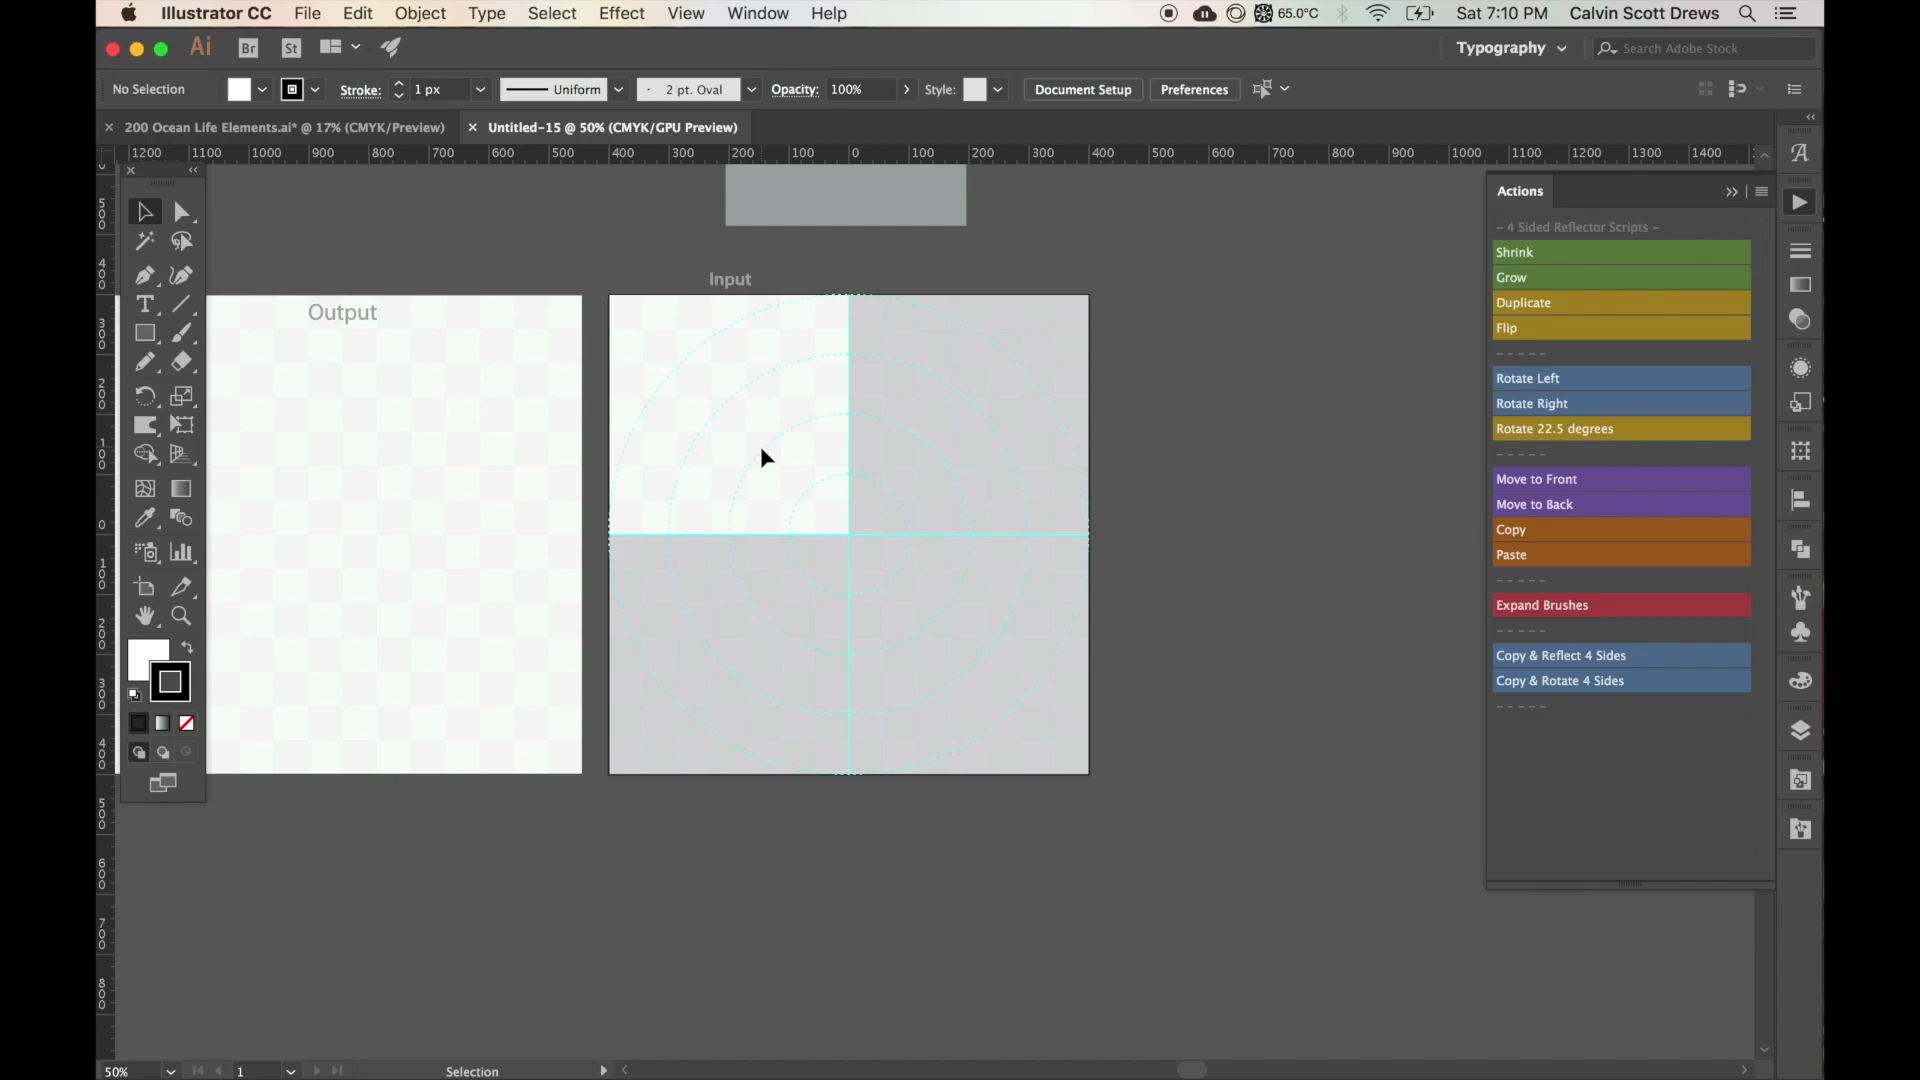 Illustrator CC File Edit Object Type Select Effect View Window Help 65.0°C Sat 7:10 PM Calvin Scott Drews
Ai Br St Typography Search Adobe Stock
No Selection Stroke: 1 px Uniform 2 pt. Oval Opacity: 100% Style: Document Setup Preferences
200 Ocean Life Elements.ai* @ 17% (CMYK/Preview) Untitled-15 @ 50% (CMYK/GPU Preview)
1200 1100 1000 900 800 700 600 500 400 300 200 100 0 100 200 300 400 500 600 700 800 900 1000 1100 1200 1300 1400
Actions
- 4 Sided Reflector Scripts -
Shrink
Grow
Duplicate
Flip
- - - - -
Rotate Left
Rotate Right
Rotate 22.5 degrees
- - - - -
Move to Front
Move to Back
Copy
Paste
- - - - -
Expand Brushes
- - - - -
Copy & Reflect 4 Sides
Copy & Rotate 4 Sides
- - - - -
Input
Output
500
400
300
200
100
0
100
200
300
400
500
600
700
800
50% 1 Selection